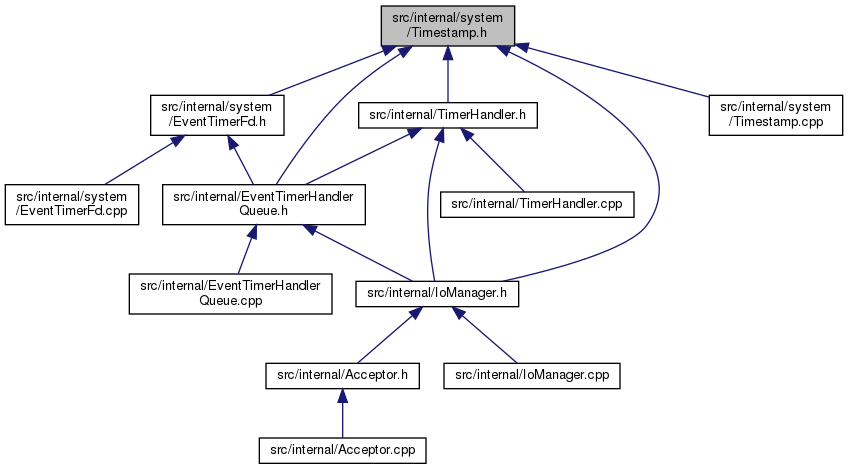 src/internal/system
/Timestamp.h
src/internal/system
/EventTimerFd.h
src/internal/TimerHandler.h
src/internal/system
/Timestamp.cpp
src/internal/system
/EventTimerFd.cpp
src/internal/EventTimerHandler
Queue.h
src/internal/TimerHandler.cpp
src/internal/EventTimerHandler
Queue.cpp
src/internal/IoManager.h
src/internal/Acceptor.h
src/internal/IoManager.cpp
src/internal/Acceptor.cpp